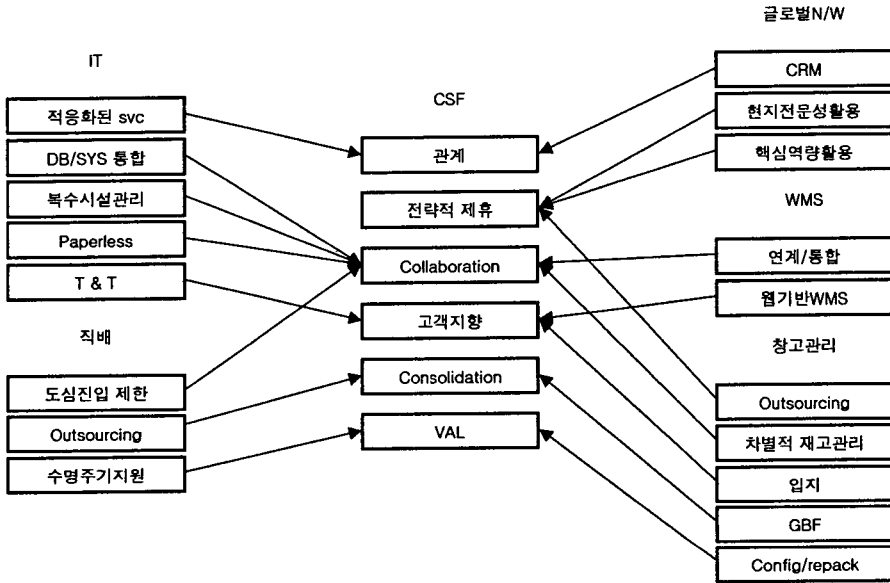 IT
적응화된 svc
DB/SYS 통합
복수시설관리
Paperless
T & T
직배
도심진입 제한
Outsourcing
수명주기지원
CSF
관계
전략적 제휴
Collaboration
고객지향
Consolidation
VAL
글로벌N/W
CRM
현지전문성활용
핵심역량활용
WMS
연계/통합
웹기반WMS
창고관리
Outsourcing
차별적 재고관리
입지
GBF
Config/repack